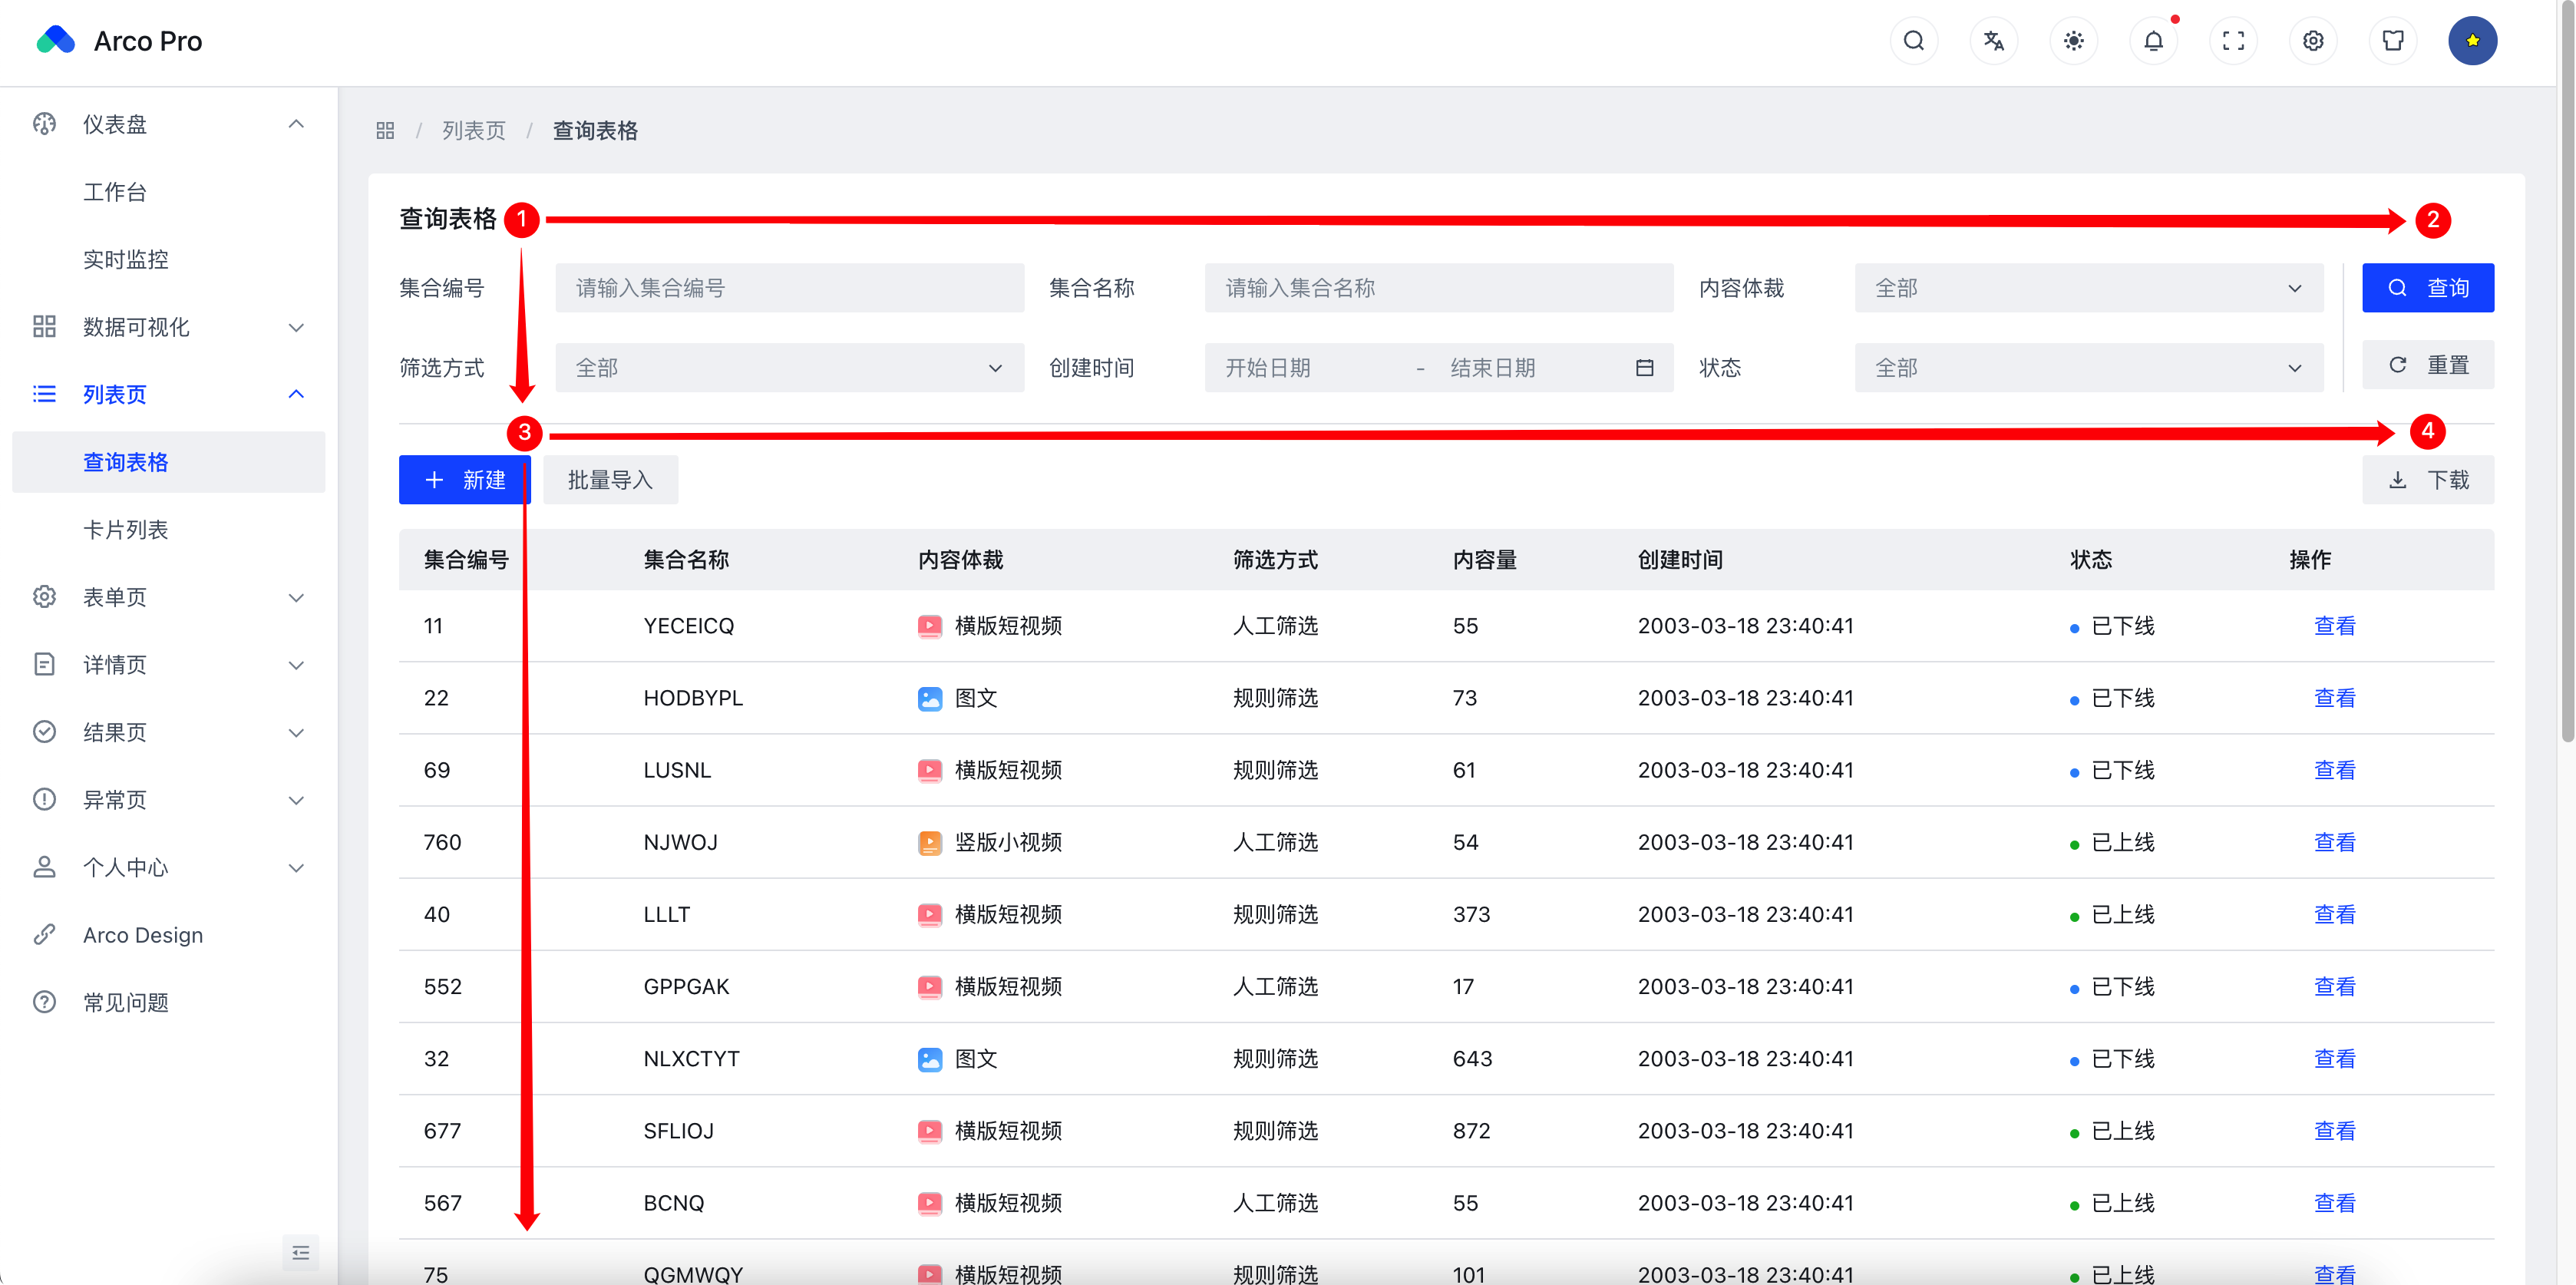 Arco Pro
仪表盘
工作台
实时监控
数据可视化
列表页
查询表格
卡片列表
表单页
详情页
结果页
异常页
个人中心
Arco Design
常见问题
/ 列表页 / 查询表格
查询表格 1 2
集合编号 请输入集合编号 集合名称 请输入集合名称 内容体裁 全部 查询
筛选方式 全部 创建时间 开始日期 - 结束日期 状态 全部 重置
3 4
新建 批量导入 下载
集合编号 集合名称 内容体裁 筛选方式 内容量 创建时间 状态 操作
11 YECEICQ 横版短视频 人工筛选 55 2003-03-18 23:40:41 已下线 查看
22 HODBYPL 图文 规则筛选 73 2003-03-18 23:40:41 已下线 查看
69 LUSNL 横版短视频 规则筛选 61 2003-03-18 23:40:41 已下线 查看
760 NJWOJ 竖版小视频 人工筛选 54 2003-03-18 23:40:41 已上线 查看
40 LLLT 横版短视频 规则筛选 373 2003-03-18 23:40:41 已上线 查看
552 GPPGAK 横版短视频 人工筛选 17 2003-03-18 23:40:41 已下线 查看
32 NLXCTYT 图文 规则筛选 643 2003-03-18 23:40:41 已下线 查看
677 SFLIOJ 横版短视频 规则筛选 872 2003-03-18 23:40:41 已上线 查看
567 BCNQ 横版短视频 人工筛选 55 2003-03-18 23:40:41 已上线 查看
75 QGMWQY 横版短视频 规则筛选 101 2003-03-18 23:40:41 已上线 查看